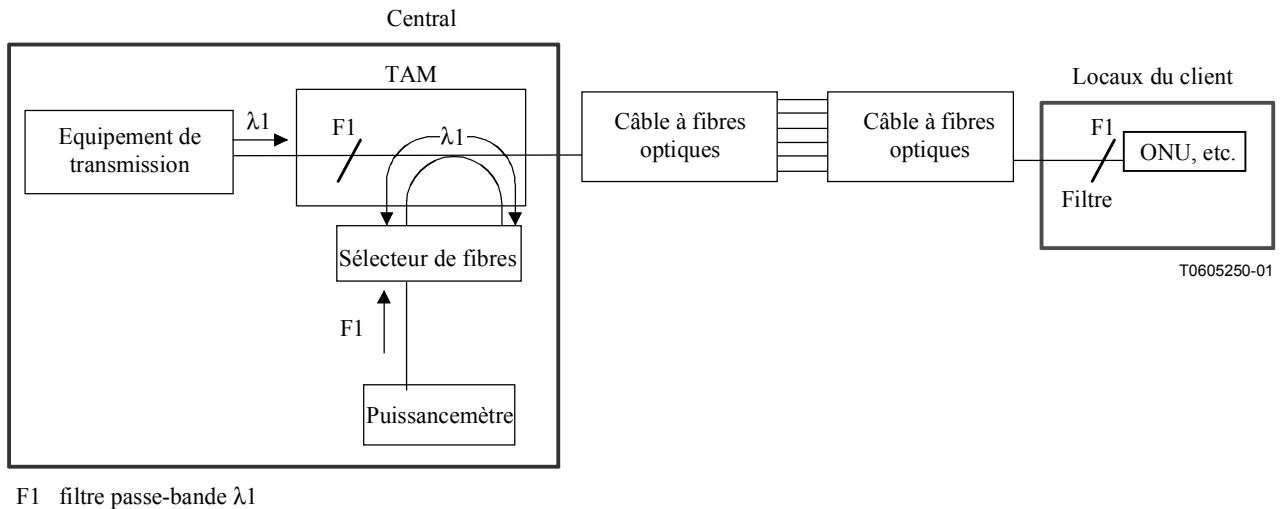 Central
TAM
Locaux du client
Equipement de
transmission
λ1
F1
λ1
Câble à fibres
optiques
Câble à fibres
optiques
F1
ONU, etc.
Filtre
Sélecteur de fibres
T0605250-01
F1
Puissancemètre
F1 filtre passe-bande λ1